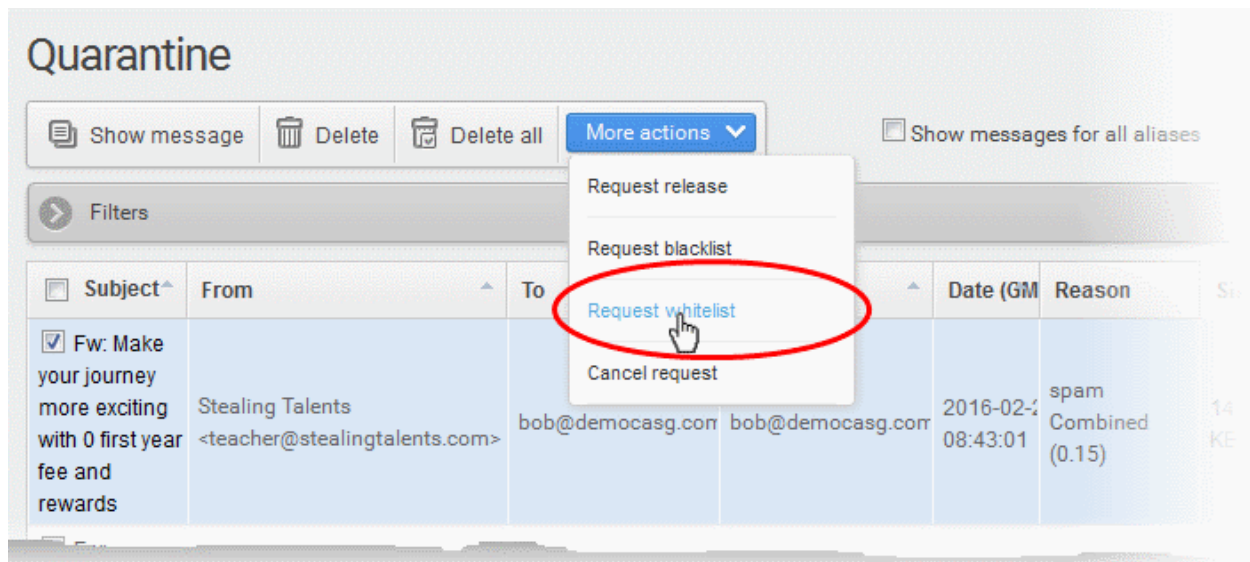 Quarantine
Show message Delete Delete all More actions Show messages for all aliases
Request release
Filters
Request blacklist
Subject From To Date (GM Reason
Request whitelist
Cancel request
Fw: Make
your journey
more exciting
with 0 first year
fee and
rewards
Stealing Talents
<teacher@stealingtalents.com>
bob@democasg.com bob@democasg.com
2016-02-
08:43:01
spam
Combined
(0.15)
14
KB